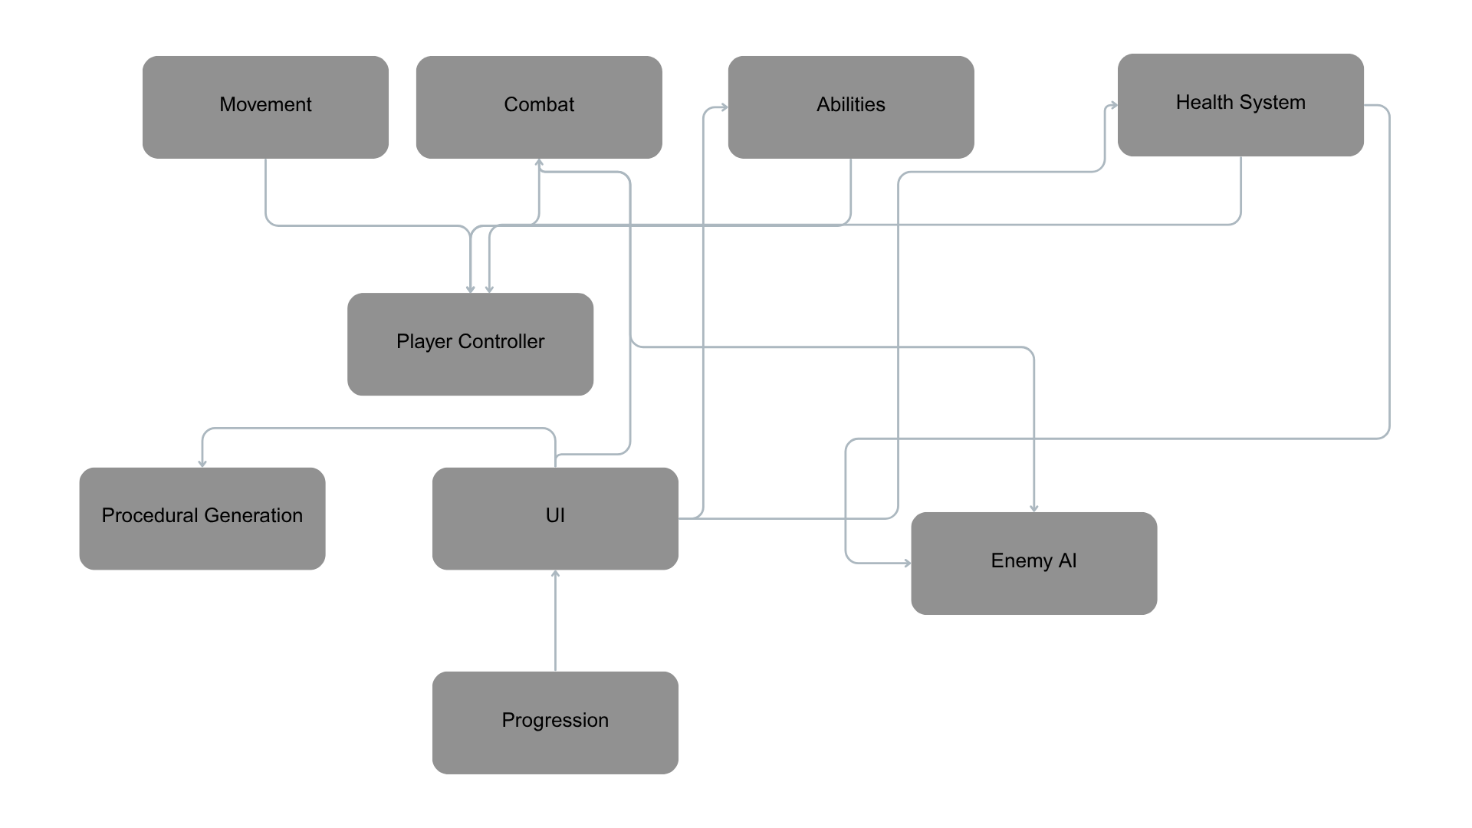 Movement
Combat
Abilities
Health System
Player Controller
Procedural Generation
UI
Enemy AI
Progression